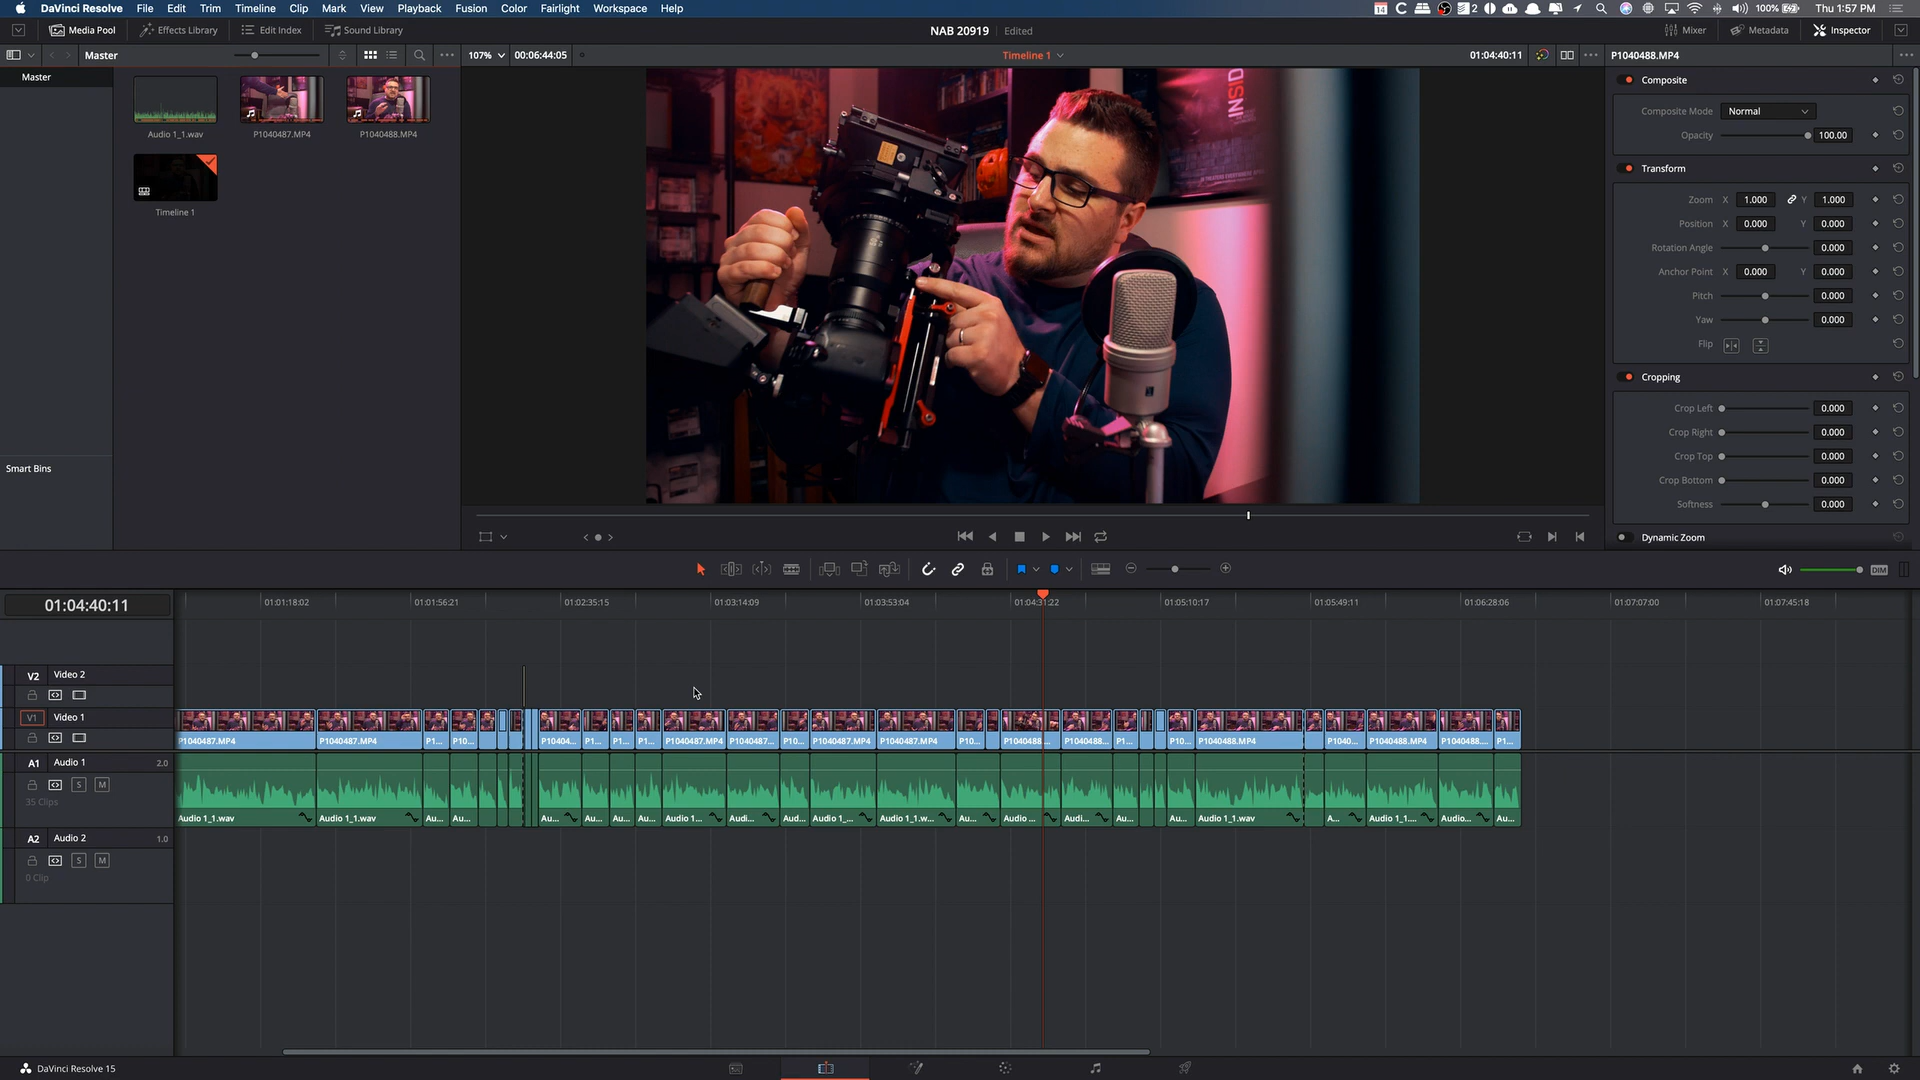 DaVinci Resolve File Edit Trim Timeline Clip Mark View Playback Fusion Color Fairlight Workspace Help 14 2 100% Thu 1:57 PM
Media Pool Effects Library Edit Index Sound Library NAB 20919 Edited Mixer Metadata Inspector
Master 107% 00:06:44:05 Timeline 1 01:04:40:11 P1040488.MP4
Master
Audio 1_1.wav P1040487.MP4 P1040488.MP4
Timeline 1
Smart Bins
INSID
Composite
Composite Mode Normal
Opacity 100.00
Transform
Zoom X 1.000 Y 1.000
Position X 0.000 Y 0.000
Rotation Angle 0.000
Anchor Point X 0.000 Y 0.000
Pitch 0.000
Yaw 0.000
Flip
Cropping
Crop Left 0.000
Crop Right 0.000
Crop Top 0.000
Crop Bottom 0.000
Softness 0.000
Dynamic Zoom
DIM
01:04:40:11 01:01:18:02 01:01:56:21 01:02:35:15 01:03:14:09 01:03:53:04 01:04:31:22 01:05:10:17 01:05:49:11 01:06:28:06 01:07:07:00 01:07:45:18
V2 Video 2
V1 Video 1
P1040487.MP4 P1040487.MP4 P1... P10... P10404... P1... P1... P1... P1040487.MP4 P1040487... P10... P1040487.MP4 P1040487.MP4 P10... P1040488... P1040488... P1... P10... P1040488.MP4 P1040... P1040488.MP4 P1040488.... P1...
A1 Audio 1 2.0
S M
35 Clips
Audio 1_1.wav Audio 1_1.wav Au... Au... Au... Au... Au... Au... Audio 1... Audi... Aud... Audio 1_... Audio 1_1.w... Au... Audio ... Audi... Au... Au... Audio 1_1.wav A... Audio 1_1.... Audio... Au...
A2 Audio 2 1.0
S M
0 Clip
DaVinci Resolve 15